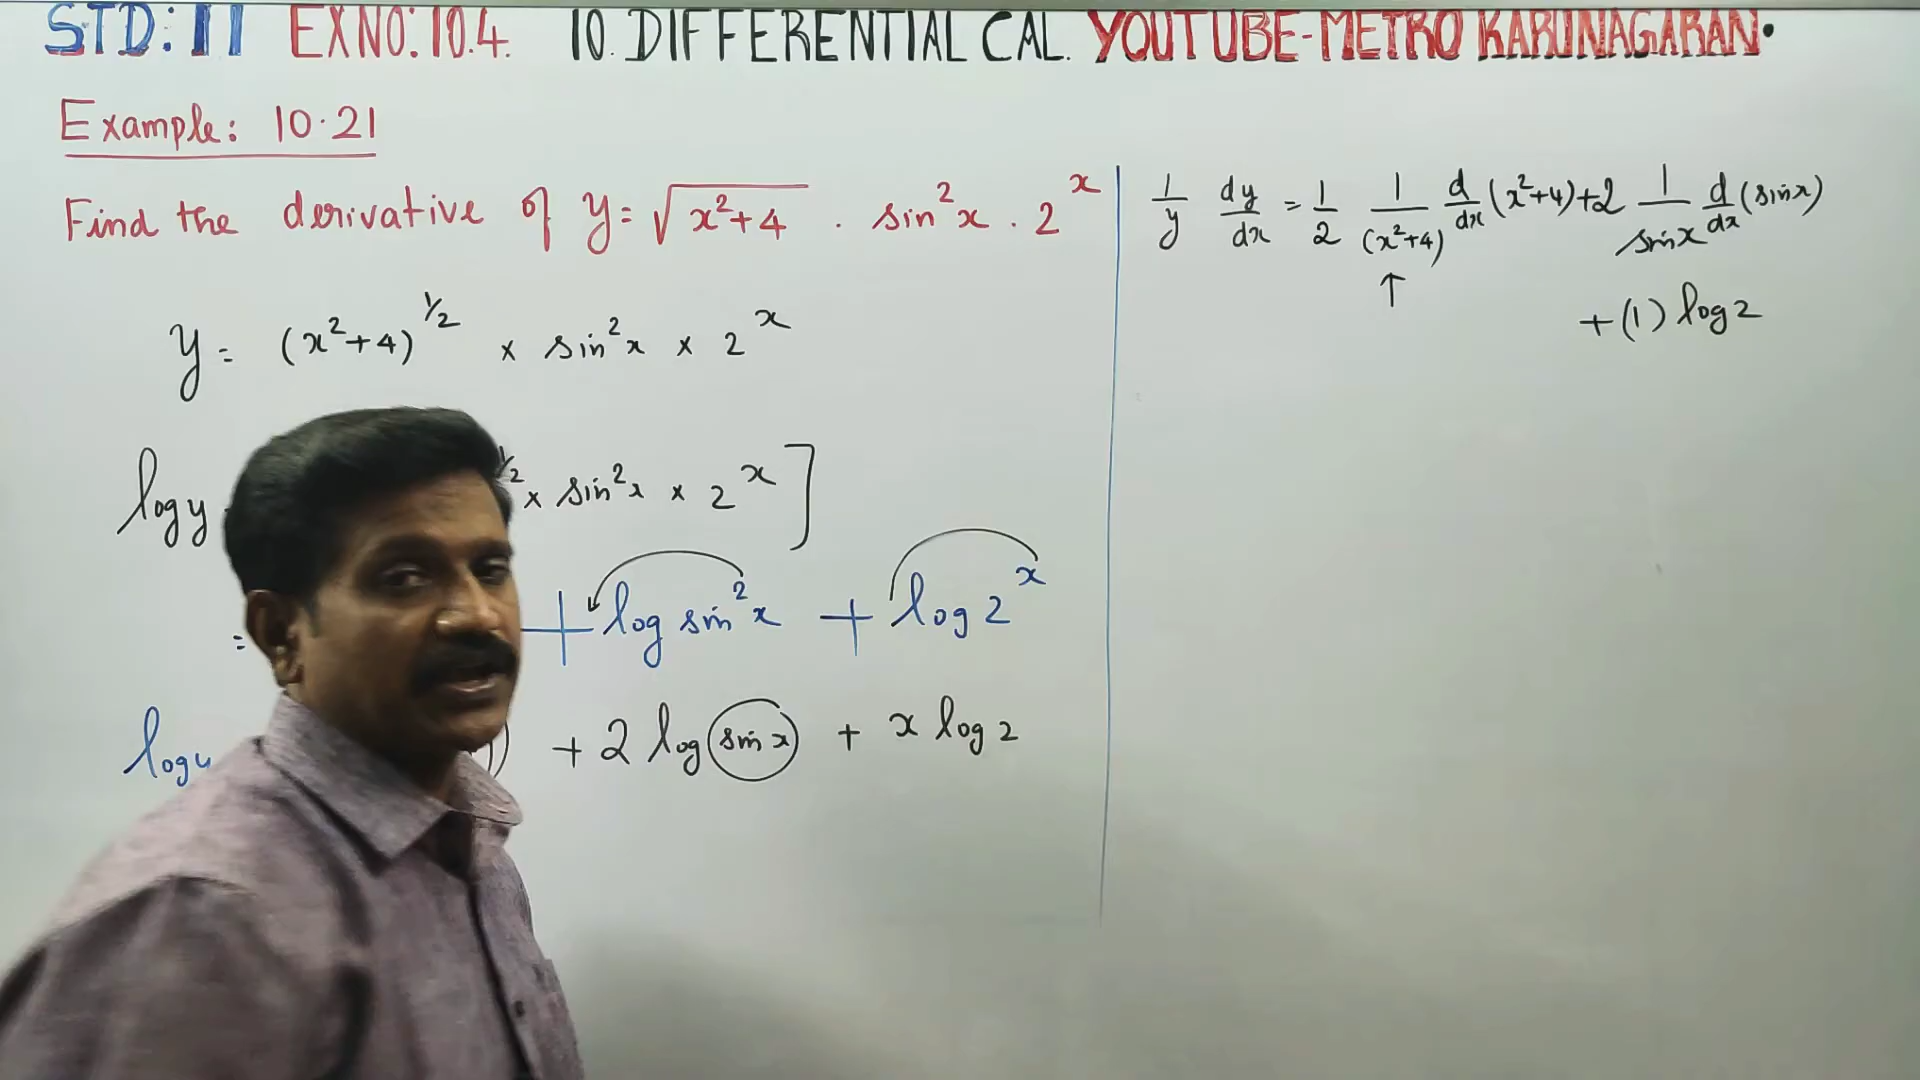 STD: 11 EXNO: 10.4. 10. DIFFERENTIAL CAL. YOUTUBE-METRO KARUNAGARAN.
Example: 10.21
Find the derivative of y = √(x²+4) . sin²x . 2^x
y = (x²+4)^1/2 × sin²x × 2^x
log y 1/2 × sin²x × 2^x ]
= + log sin²x + log 2^x
log y + 2 log (sin x) + x log 2
1/y dy/dx = 1/2 1/(x²+4) d/dx (x²+4) + 2 1/sin x d/dx (sin x)
↑
+ (1) log 2